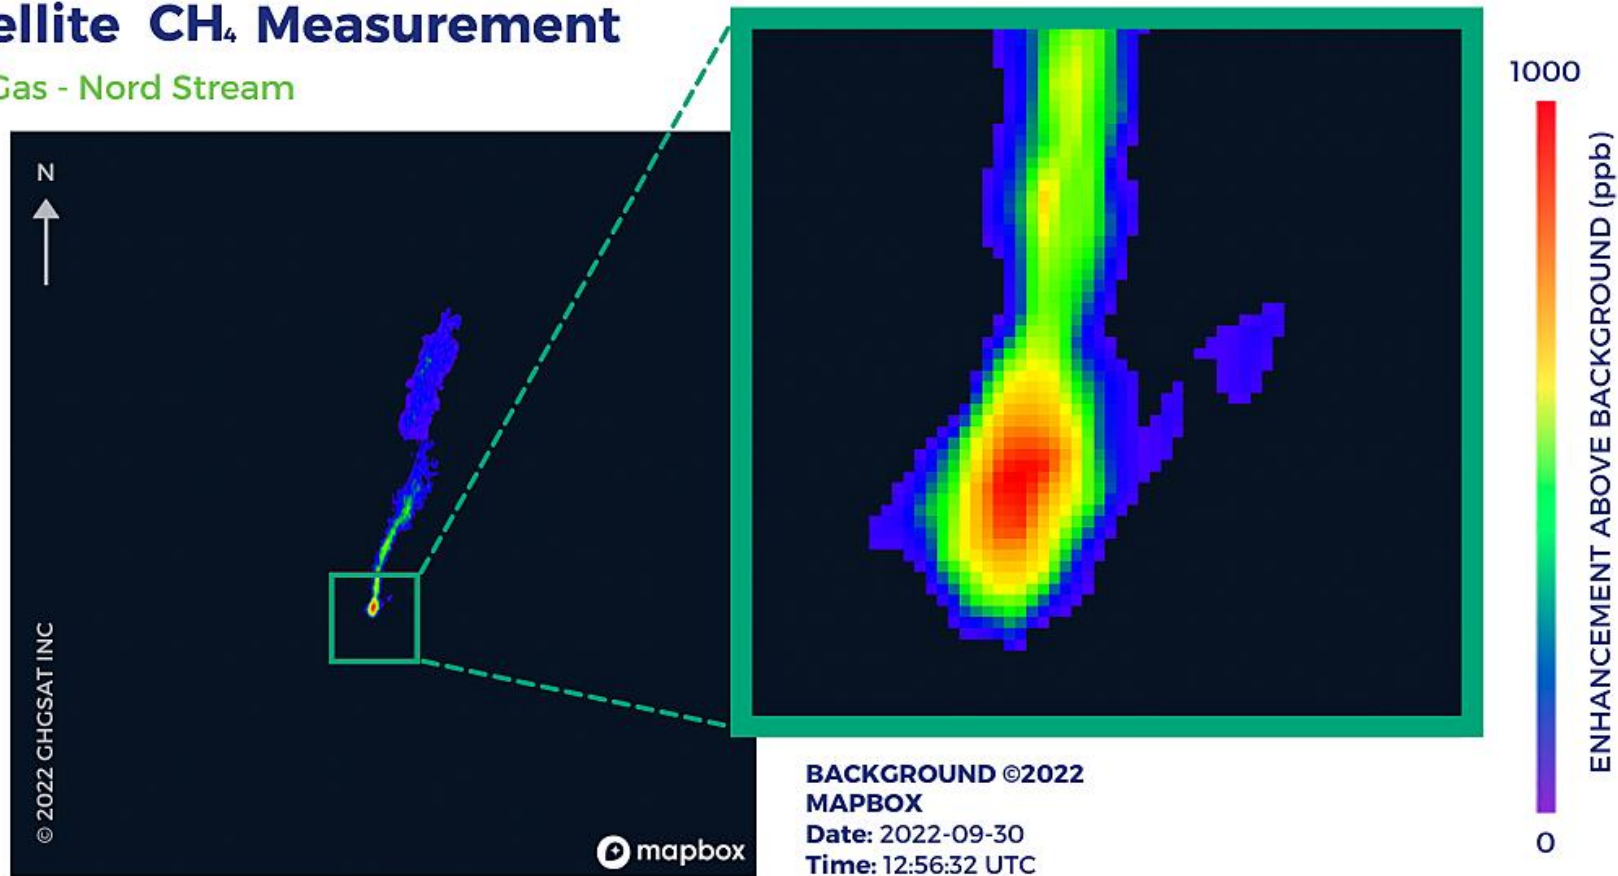 ellite CH₄ Measurement
Gas - Nord Stream
N
© 2022 GHGSAT INC
mapbox
BACKGROUND ©2022
MAPBOX
Date: 2022-09-30
Time: 12:56:32 UTC
1000
ENHANCEMENT ABOVE BACKGROUND (ppb)
0